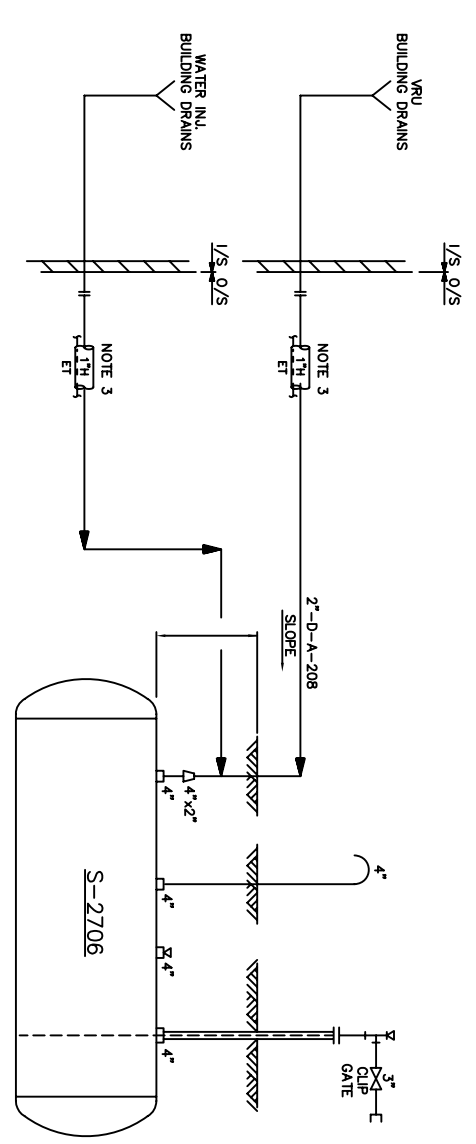 I/S O/S
VRU
BUILDING DRAINS
NOTE 3
1"H
ET
2"-D-A-208
SLOPE
I/S O/S
WATER INJ.
BUILDING DRAINS
NOTE 3
1"H
ET
4"x2"
4"
4"
4"
4"
4"
3"
CLIP
GATE
S-2706